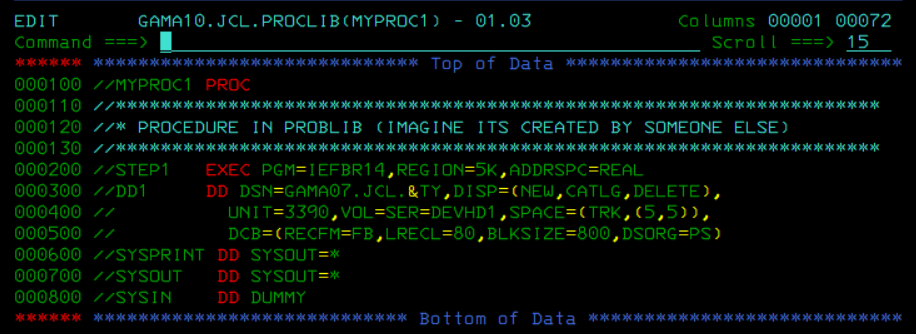 EDIT GAMA10.JCL.PROCLIB(MYPROC1) - 01.03 Columns 00001 00072
Command ===> Scroll ===> 15
****** ***************************** Top of Data ******************************
000100 //MYPROC1 PROC
000110 //********************************************************************
000120 //* PROCEDURE IN PROBLIB (IMAGINE ITS CREATED BY SOMEONE ELSE)
000130 //********************************************************************
000200 //STEP1 EXEC PGM=IEFBR14,REGION=5K,ADDRSPC=REAL
000300 //DD1 DD DSN=GAMA07.JCL.&TY,DISP=(NEW,CATLG,DELETE),
000400 // UNIT=3390,VOL=SER=DEVHD1,SPACE=(TRK,(5,5)),
000500 // DCB=(RECFM=FB,LRECL=80,BLKSIZE=800,DSORG=PS)
000600 //SYSPRINT DD SYSOUT=*
000700 //SYSOUT DD SYSOUT=*
000800 //SYSIN DD DUMMY
****** **************************** Bottom of Data ****************************